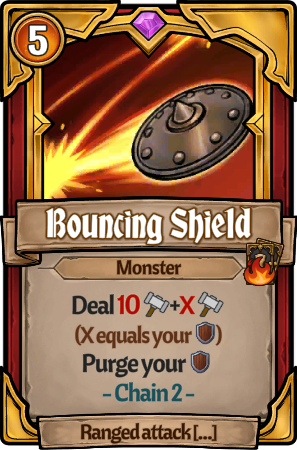 5
Bouncing Shield
Monster
Deal 10 +X
(X equals your )
Purge your
- Chain 2 -
Ranged attack [...]